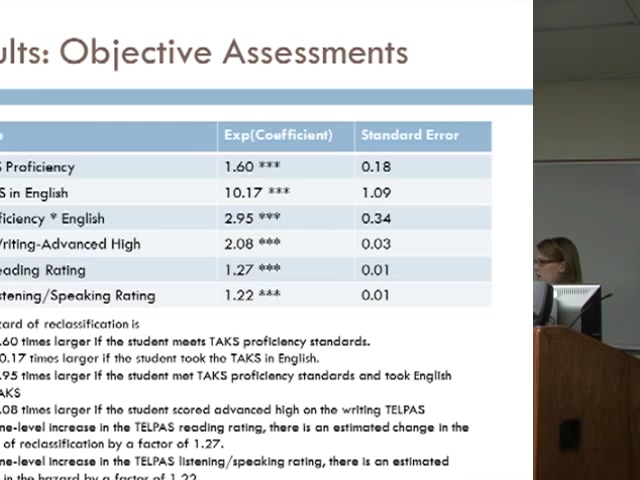 ults: Objective Assessments
e Exp(Coefficient) Standard Error
S Proficiency 1.60 *** 0.18
S in English 10.17 *** 1.09
ficiency * English 2.95 *** 0.34
Writing-Advanced High 2.08 *** 0.03
eading Rating 1.27 *** 0.01
stening/Speaking Rating 1.22 *** 0.01
zard of reclassification is
.60 times larger if the student meets TAKS proficiency standards.
0.17 times larger if the student took the TAKS in English.
.95 times larger if the student met TAKS proficiency standards and took English
AKS
.08 times larger if the student scored advanced high on the writing TELPAS
ne-level increase in the TELPAS reading rating, there is an estimated change in the
of reclassification by a factor of 1.27.
ne-level increase in the TELPAS listening/speaking rating, there is an estimated
in the hazard by a factor of 1.22